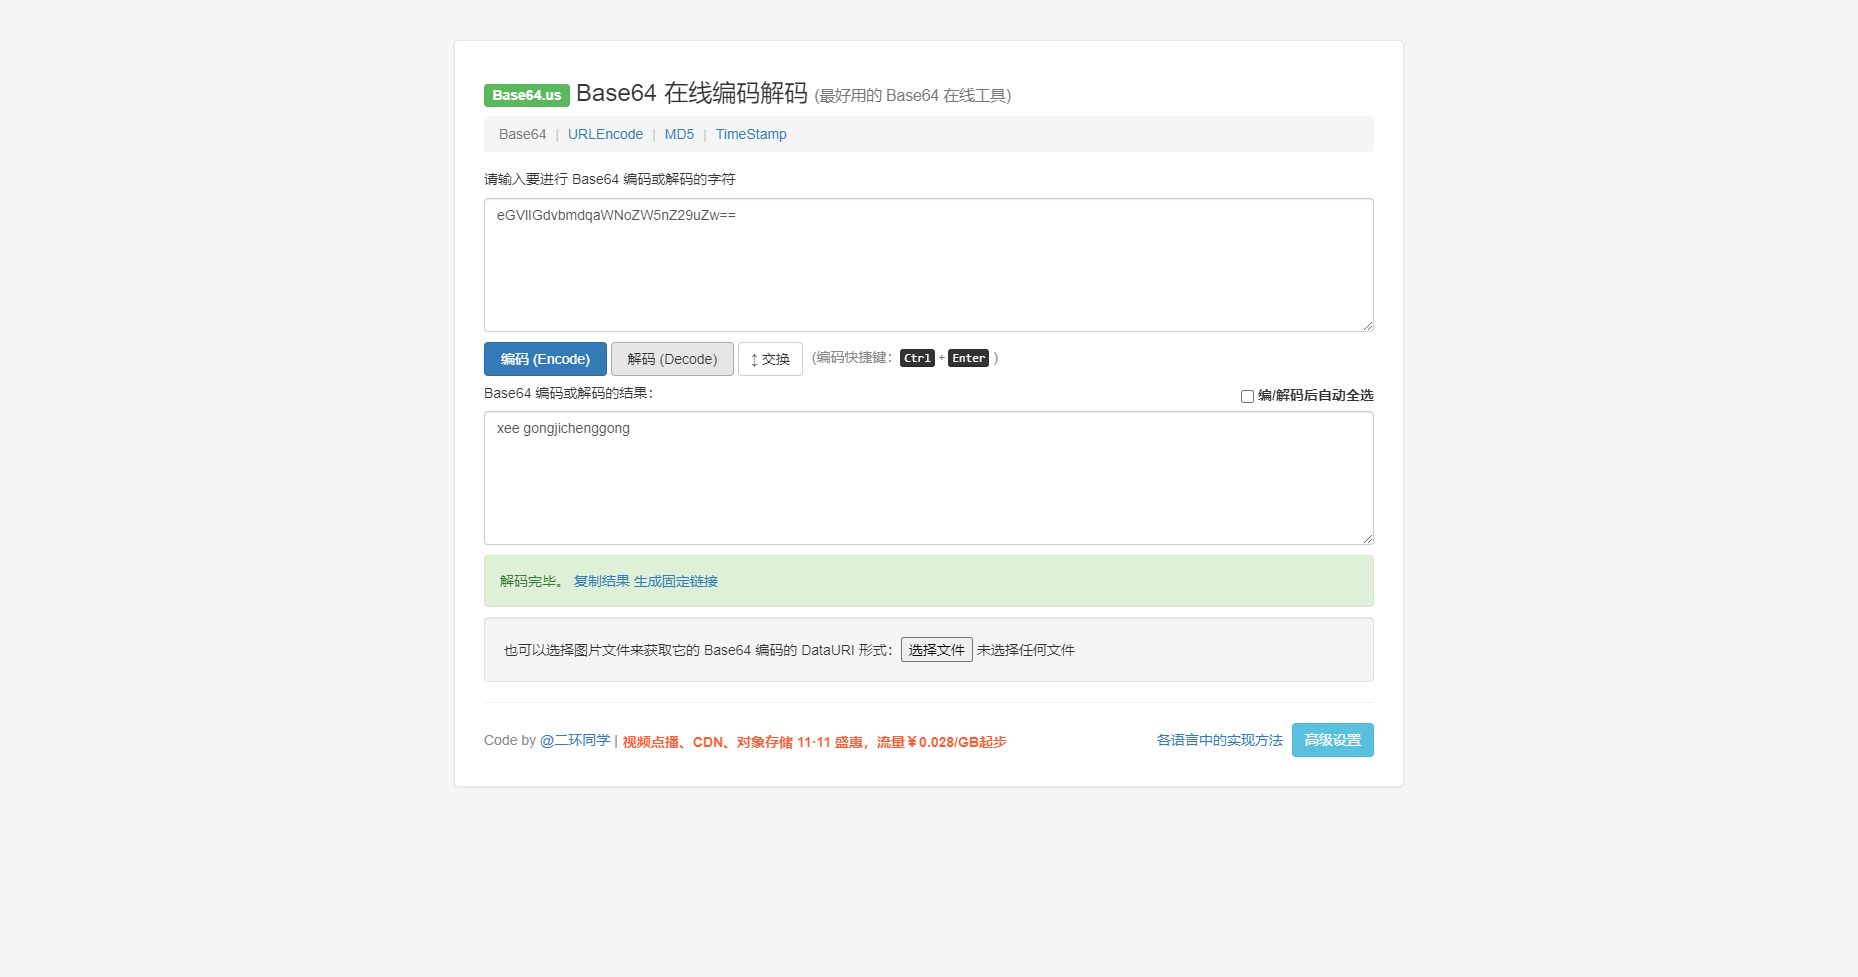 Base64.us Base64 在线编码解码 (最好用的 Base64 在线工具)
Base64 | URLEncode | MD5 | TimeStamp
请输入要进行 Base64 编码或解码的字符
eGVlIGdvbmdqaWNoZW5nZ29uZw==
编码 (Encode) 解码 (Decode) ↕ 交换 (编码快捷键: Ctrl + Enter )
Base64 编码或解码的结果: 编/解码后自动全选
xee gongjichenggong
解码完毕。 复制结果 生成固定链接
也可以选择图片文件来获取它的 Base64 编码的 DataURI 形式: 选择文件 未选择任何文件
Code by @二环同学 | 视频点播、CDN、对象存储 11·11 盛惠，流量¥0.028/GB起步 各语言中的实现方法 高级设置